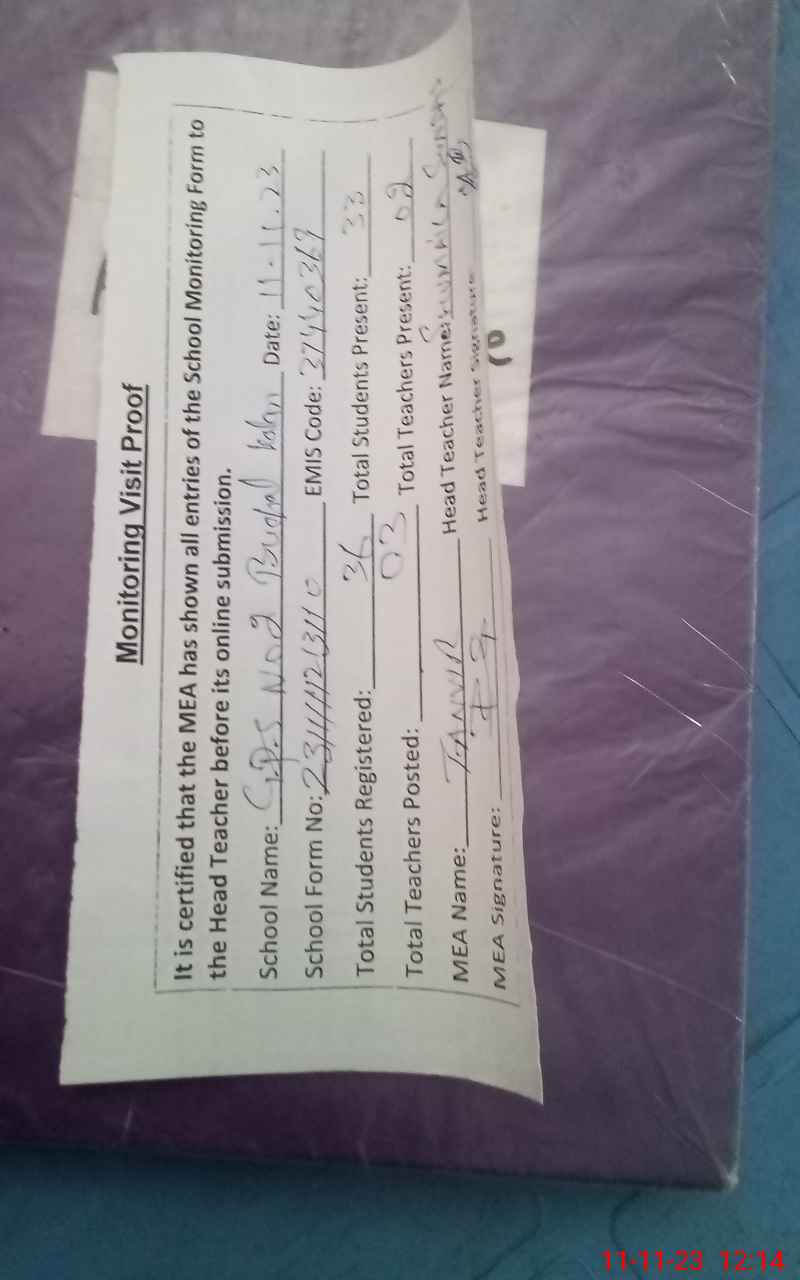 Monitoring Visit Proof
It is certified that the MEA has shown all entries of the School Monitoring Form to
the Head Teacher before its online submission.
School Name: G.P.S No 2 Budhal Date: 11.11.23
School Form No: EMIS Code: 37440369
Total Students Registered: 36 Total Students Present: 33
Total Teachers Posted: 03 Total Teachers Present: 02
MEA Name: TANVIR Head Teacher Name:
MEA Signature: Head Teacher Signature
11-11-23 12:14